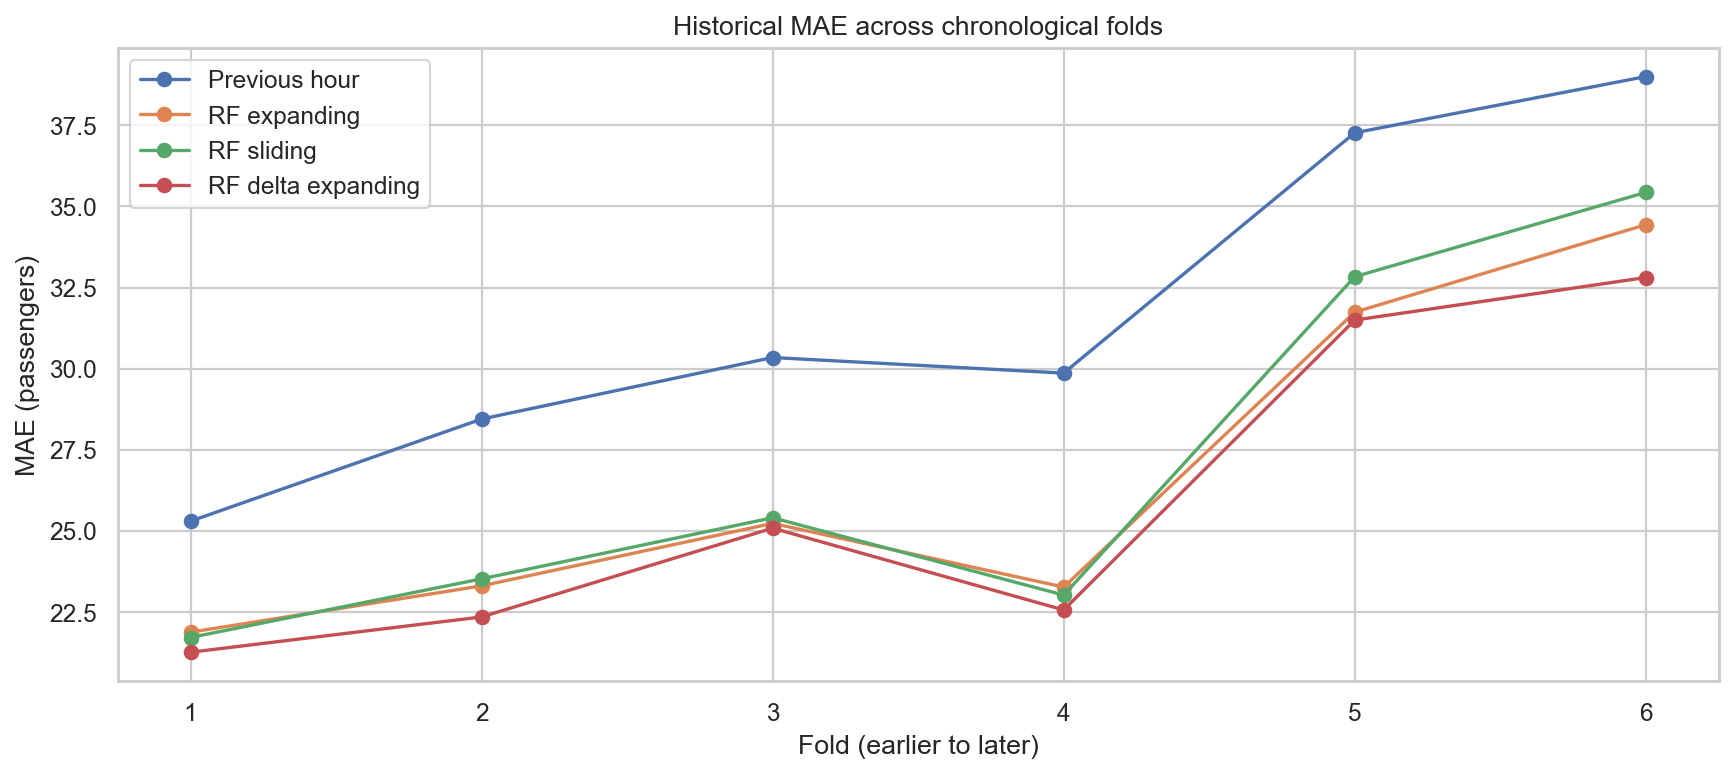 Historical MAE across chronological folds
Previous hour
RF expanding
RF sliding
RF delta expanding
MAE (passengers)
37.5
35.0
32.5
30.0
27.5
25.0
22.5
1 2 3 4 5 6
Fold (earlier to later)